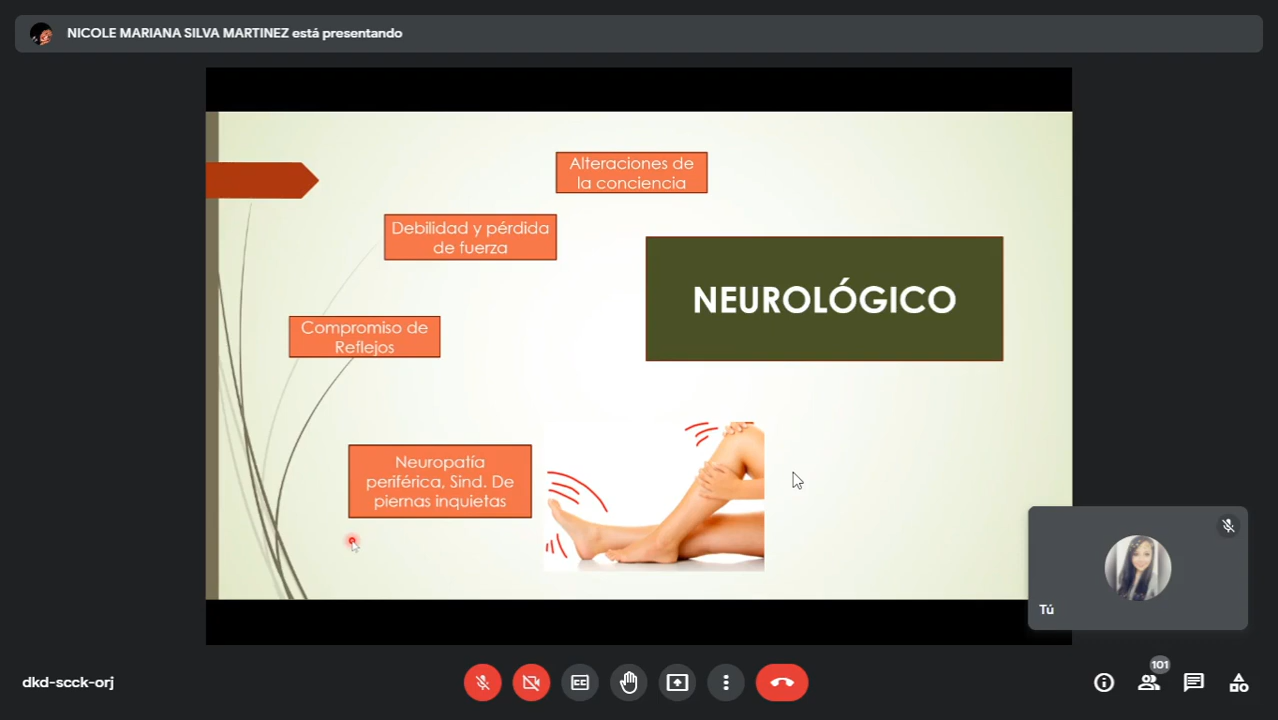 NICOLE MARIANA SILVA MARTINEZ está presentando
Alteraciones de
la conciencia
Debilidad y pérdida
de fuerza
NEUROLÓGICO
Compromiso de
Reflejos
Neuropatía
periférica, Sind. De
piernas inquietas
Tú
dkd-scck-orj
CC
101